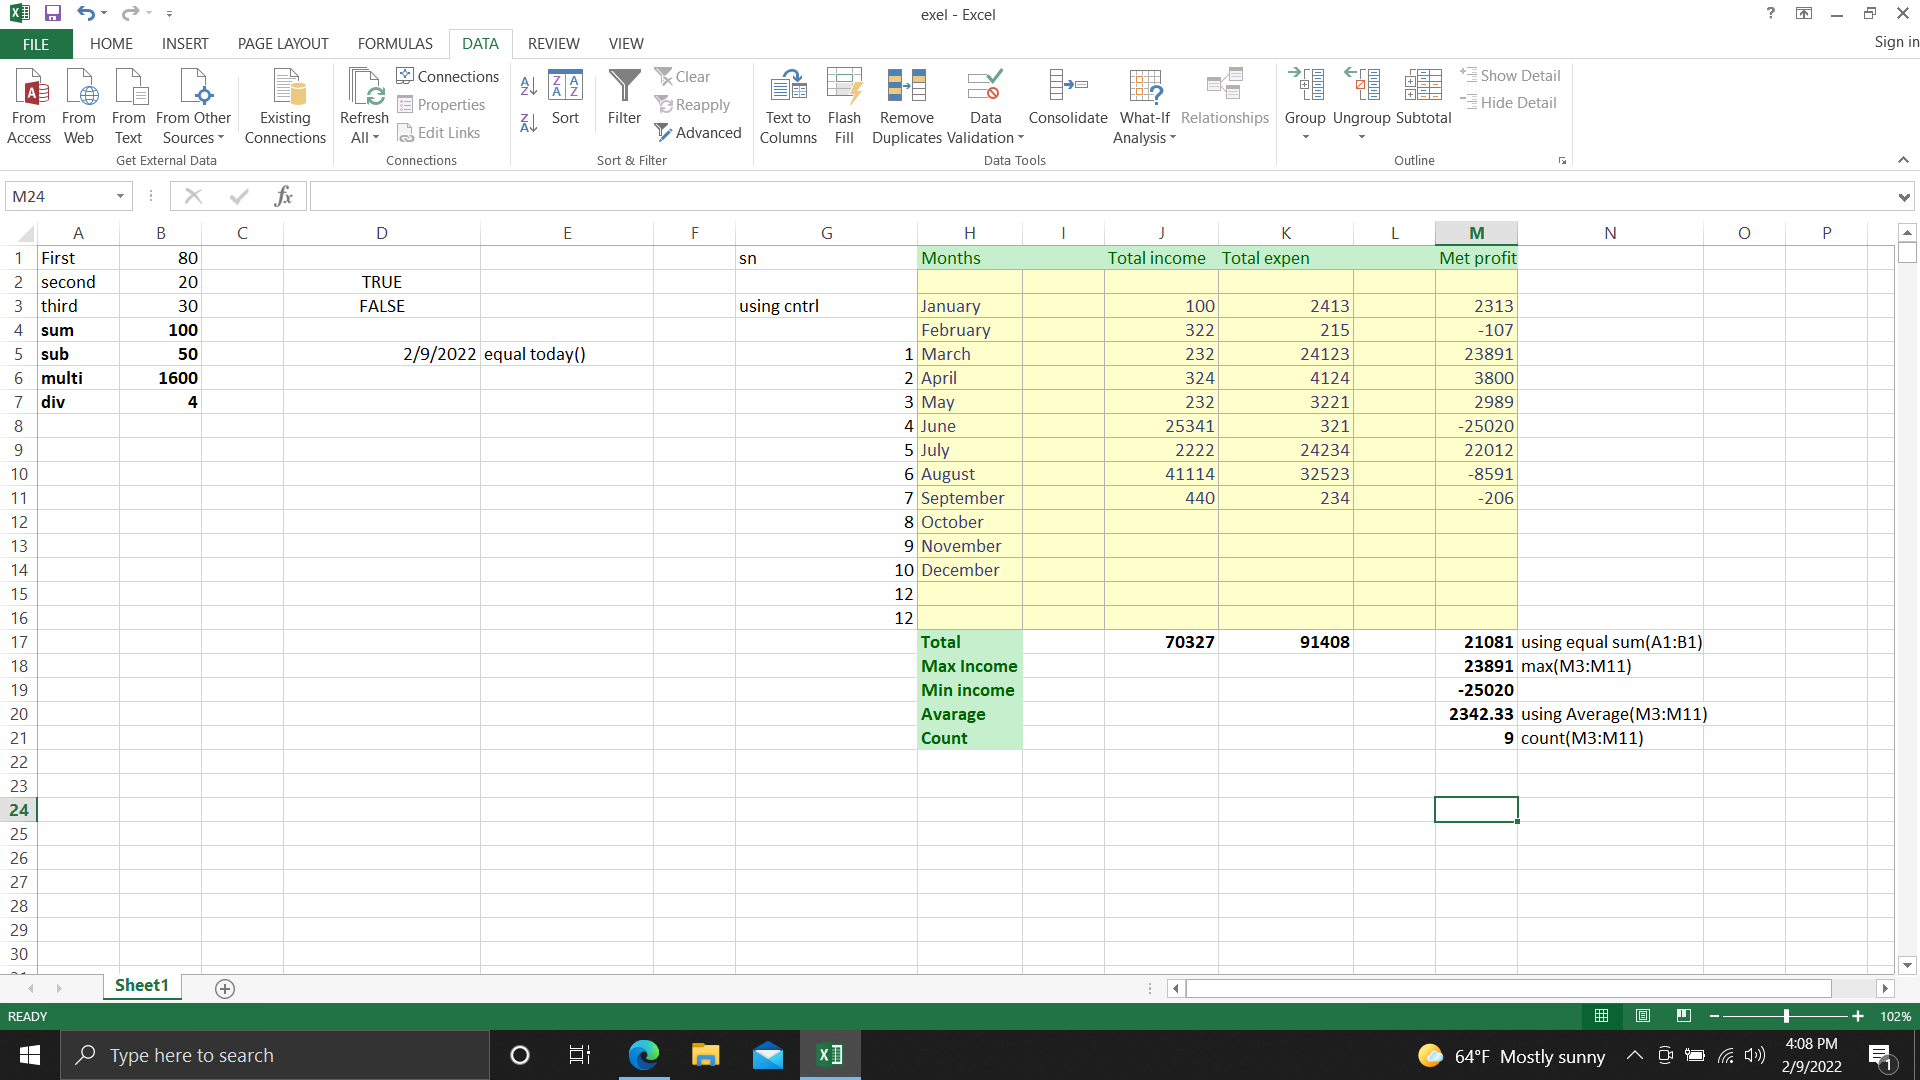 exel - Excel
?
Sign in
FILE HOME INSERT PAGE LAYOUT FORMULAS DATA REVIEW VIEW
From Access From Web From Text From Other Sources Existing Connections
Get External Data
Refresh All Connections Properties Edit Links
Connections
Sort Filter Clear Reapply Advanced
Sort & Filter
Text to Columns Flash Fill Remove Duplicates Data Validation Consolidate What-If Analysis Relationships
Data Tools
Group Ungroup Subtotal Show Detail Hide Detail
Outline
M24 fx
A B C D E F G H I J K L M N O P
1 First 80 sn Months Total income Total expen Met profit
2 second 20 TRUE
3 third 30 FALSE using cntrl January 100 2413 2313
4 sum 100 February 322 215 -107
5 sub 50 2/9/2022 equal today() 1 March 232 24123 23891
6 multi 1600 2 April 324 4124 3800
7 div 4 3 May 232 3221 2989
8 4 June 25341 321 -25020
9 5 July 2222 24234 22012
10 6 August 41114 32523 -8591
11 7 September 440 234 -206
12 8 October
13 9 November
14 10 December
15 12
16 12
17 Total 70327 91408 21081 using equal sum(A1:B1)
18 Max Income 23891 max(M3:M11)
19 Min income -25020
20 Avarage 2342.33 using Average(M3:M11)
21 Count 9 count(M3:M11)
22
23
24
25
26
27
28
29
30
Sheet1
READY 102%
Type here to search 64°F Mostly sunny 4:08 PM
2/9/2022 1